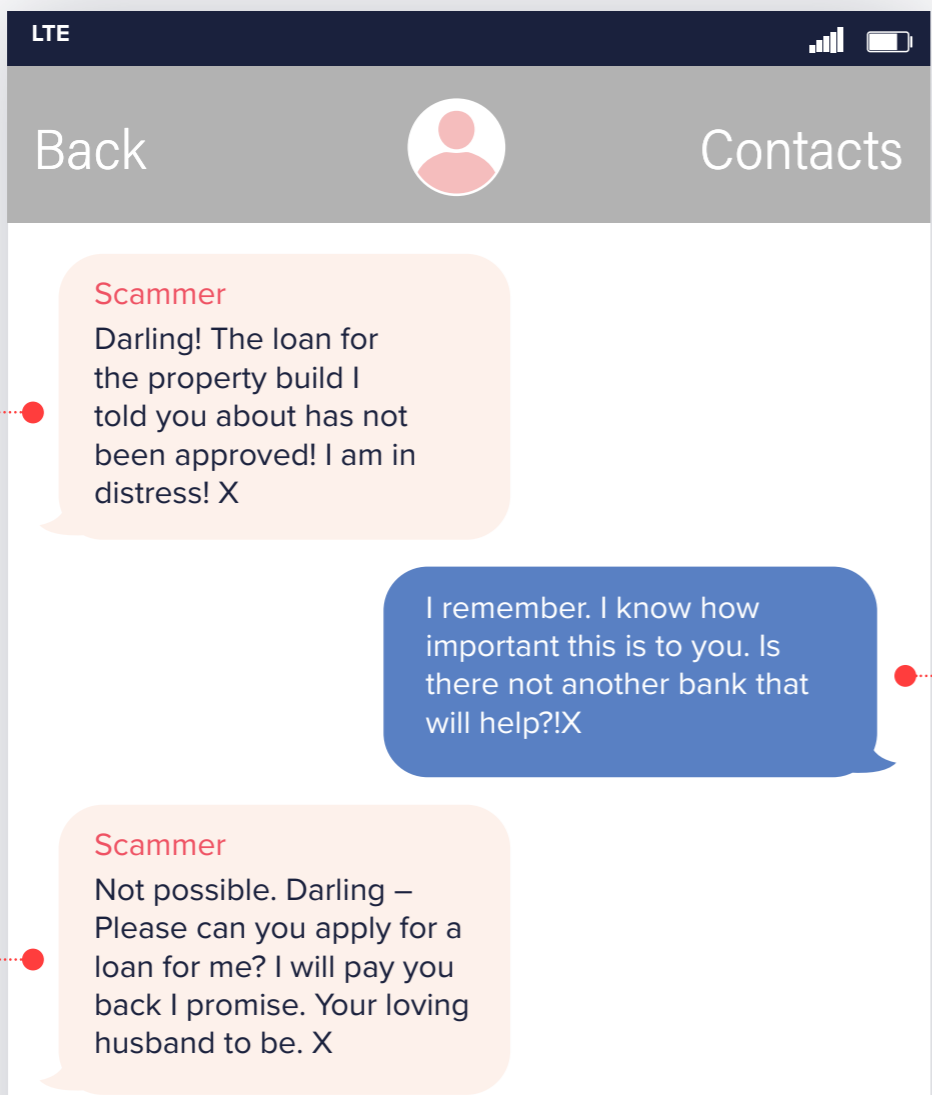 LTE
Back Contacts
Scammer
Darling! The loan for
the property build I
told you about has not
been approved! I am in
distress! X
I remember. I know how
important this is to you. Is
there not another bank that
will help?!X
Scammer
Not possible. Darling –
Please can you apply for a
loan for me? I will pay you
back I promise. Your loving
husband to be. X